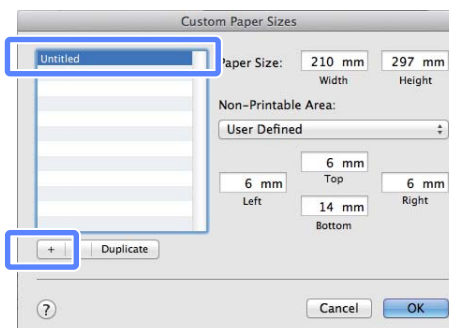 Custom Paper Sizes
Untitled
Paper Size:
210 mm
297 mm
Width
Height
Non-Printable Area:
User Defined
6 mm
Top
6 mm
6 mm
Left
Right
14 mm
Bottom
+
Duplicate
?
Cancel
OK